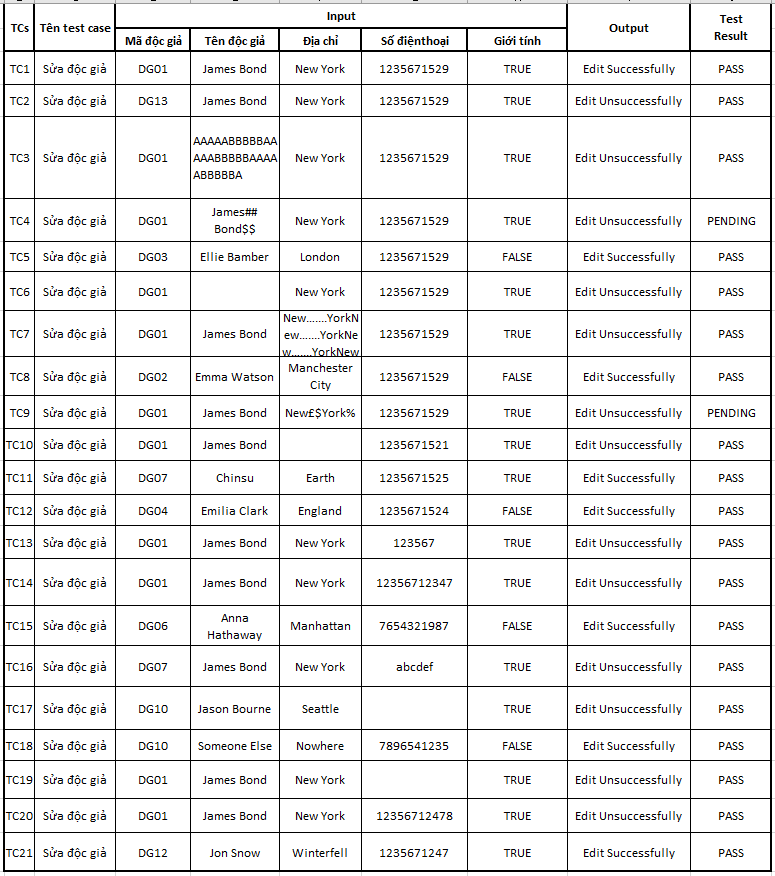 TCs Tên test case Input Output Test Result
Mã độc giả Tên độc giả Địa chỉ Số điệnthoại Giới tính
TC1 Sửa độc giả DG01 James Bond New York 1235671529 TRUE Edit Successfully PASS
TC2 Sửa độc giả DG13 James Bond New York 1235671529 TRUE Edit Unsuccessfully PASS
TC3 Sửa độc giả DG01 AAAAABBBBBAA AAABBBBBAAAA ABBBBBA New York 1235671529 TRUE Edit Unsuccessfully PASS
TC4 Sửa độc giả DG01 James## Bond$$ New York 1235671529 TRUE Edit Unsuccessfully PENDING
TC5 Sửa độc giả DG03 Ellie Bamber London 1235671529 FALSE Edit Successfully PASS
TC6 Sửa độc giả DG01 New York 1235671529 TRUE Edit Unsuccessfully PASS
TC7 Sửa độc giả DG01 James Bond New.......YorkN ew.......YorkNe w.......YorkNew 1235671529 TRUE Edit Unsuccessfully PASS
TC8 Sửa độc giả DG02 Emma Watson Manchester City 1235671529 FALSE Edit Successfully PASS
TC9 Sửa độc giả DG01 James Bond New£$York% 1235671529 TRUE Edit Unsuccessfully PENDING
TC10 Sửa độc giả DG01 James Bond 1235671521 TRUE Edit Unsuccessfully PASS
TC11 Sửa độc giả DG07 Chinsu Earth 1235671525 TRUE Edit Successfully PASS
TC12 Sửa độc giả DG04 Emilia Clark England 1235671524 FALSE Edit Successfully PASS
TC13 Sửa độc giả DG01 James Bond New York 123567 TRUE Edit Unsuccessfully PASS
TC14 Sửa độc giả DG01 James Bond New York 12356712347 TRUE Edit Unsuccessfully PASS
TC15 Sửa độc giả DG06 Anna Hathaway Manhattan 7654321987 FALSE Edit Successfully PASS
TC16 Sửa độc giả DG07 James Bond New York abcdef TRUE Edit Unsuccessfully PASS
TC17 Sửa độc giả DG10 Jason Bourne Seattle TRUE Edit Unsuccessfully PASS
TC18 Sửa độc giả DG10 Someone Else Nowhere 7896541235 FALSE Edit Successfully PASS
TC19 Sửa độc giả DG01 James Bond New York TRUE Edit Unsuccessfully PASS
TC20 Sửa độc giả DG01 James Bond New York 12356712478 TRUE Edit Unsuccessfully PASS
TC21 Sửa độc giả DG12 Jon Snow Winterfell 1235671247 TRUE Edit Successfully PASS